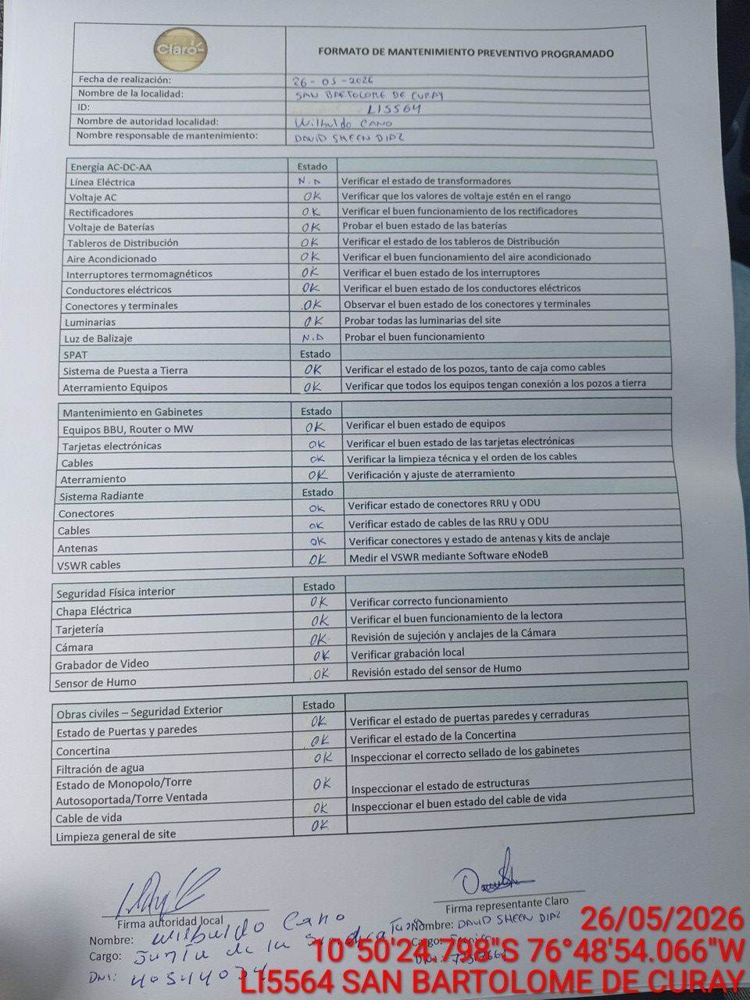 Claro
FORMATO DE MANTENIMIENTO PREVENTIVO PROGRAMADO
Fecha de realización: 26-05-2026
Nombre de la localidad: SAN BARTOLOME DE CURAY
ID: LI5564
Nombre de autoridad localidad: Wilbuldo CANO
Nombre responsable de mantenimiento: DAVID SHEEN DIAZ
Energía AC-DC-AA Estado
Línea Eléctrica N.A Verificar el estado de transformadores
Voltaje AC OK Verificar que los valores de voltaje estén en el rango
Rectificadores OK Verificar el buen funcionamiento de los rectificadores
Voltaje de Baterías OK Probar el buen estado de las baterías
Tableros de Distribución OK Verificar el estado de los tableros de Distribución
Aire Acondicionado OK Verificar el buen funcionamiento del aire acondicionado
Interruptores termomagnéticos OK Verificar el buen estado de los interruptores
Conductores eléctricos OK Verificar el buen estado de los conductores eléctricos
Conectores y terminales OK Observar el buen estado de los conectores y terminales
Luminarias OK Probar todas las luminarias del site
Luz de Balizaje N.A Probar el buen funcionamiento
SPAT Estado
Sistema de Puesta a Tierra OK Verificar el estado de los pozos, tanto de caja como cables
Aterramiento Equipos OK Verificar que todos los equipos tengan conexión a los pozos a tierra
Mantenimiento en Gabinetes Estado
Equipos BBU, Router o MW OK Verificar el buen estado de equipos
Tarjetas electrónicas OK Verificar el buen estado de las tarjetas electrónicas
Cables OK Verificar la limpieza técnica y el orden de los cables
Aterramiento OK Verificación y ajuste de aterramiento
Sistema Radiante Estado
Conectores OK Verificar estado de conectores RRU y ODU
Cables OK Verificar estado de cables de las RRU y ODU
Antenas OK Verificar conectores y estado de antenas y kits de anclaje
VSWR cables OK Medir el VSWR mediante Software eNodeB
Seguridad Física interior Estado
Chapa Eléctrica OK Verificar correcto funcionamiento
Tarjetería OK Verificar el buen funcionamiento de la lectora
Cámara OK Revisión de sujeción y anclajes de la Cámara
Grabador de Video OK Verificar grabación local
Sensor de Humo OK Revisión estado del sensor de Humo
Obras civiles – Seguridad Exterior Estado
Estado de Puertas y paredes OK Verificar el estado de puertas paredes y cerraduras
Concertina OK Verificar el estado de la Concertina
Filtración de agua OK Inspeccionar el correcto sellado de los gabinetes
Estado de Monopolo/Torre
Autosoportada/Torre Ventada OK Inspeccionar el estado de estructuras
Cable de vida OK Inspeccionar el buen estado del cable de vida
Limpieza general de site OK
Firma autoridad local Firma representante Claro
Nombre: Wilbuldo Cano Nombre: DAVID SHEEN DIAZ
Cargo: Junta de la Cargo:
DNI: DNI:
26/05/2026
10°50'24.798"S 76°48'54.066"W
LI5564 SAN BARTOLOME DE CURAY